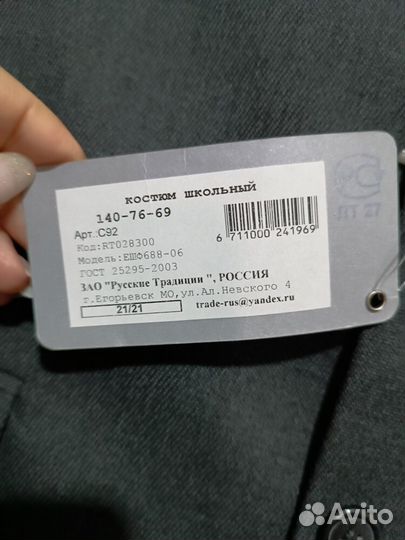 КОСТЮМ ШКОЛЬНЫЙ
140-76-69
Арт.:С92
Код:RT028300
Модель:ЕШФ688-06
ГОСТ 25295-2003
6 711000 241969
ЗАО "Русские Традиции ", РОССИЯ
г.Егорьевск МО,ул.Ал.Невского 4
21/21
trade-rus@yandex.ru
ПТ 27
Avito